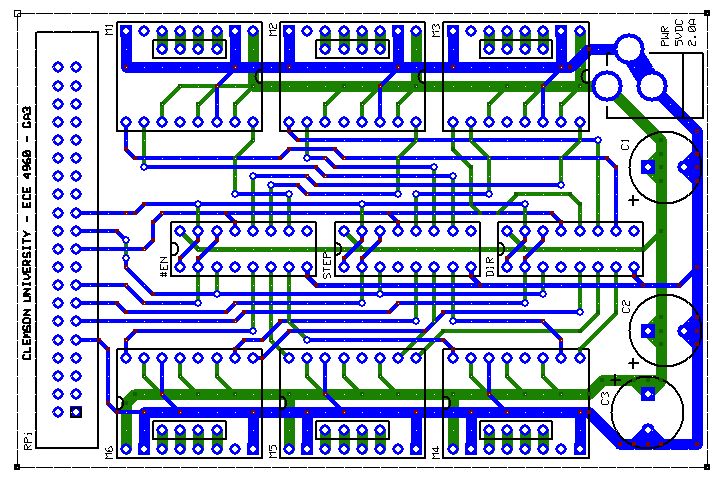 M1
M2
M3
PWR
5VDC
2.0A
C1
+
CLEMSON UNIVERSITY - ECE 4960 - GA3
#EN
STEP
DIR
C2
+
C3
+
RPi
M6
M5
M4